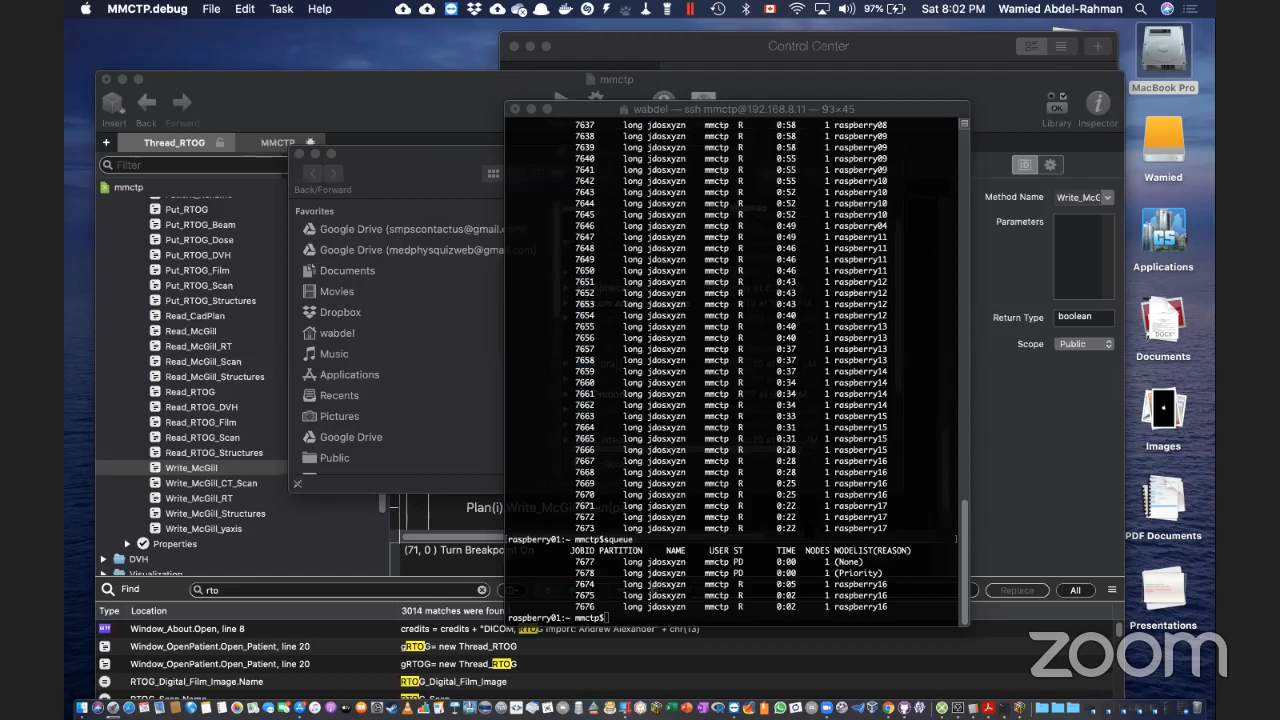 MMCTP.debug File Edit Task Help 97% Sat 8:02 PM Wamied Abdel-Rahman
Control Center
mmctp
Insert Back Forward
Library Inspector
OK
Thread_RTOG
MMCTP
Filter
mmctp
Put_RTOG
Put_RTOG_Beam
Put_RTOG_Dose
Put_RTOG_DVH
Put_RTOG_Film
Put_RTOG_Scan
Put_RTOG_Structures
Read_CadPlan
Read_McGill
Read_McGill_RT
Read_McGill_Scan
Read_McGill_Structures
Read_RTOG
Read_RTOG_DVH
Read_RTOG_Film
Read_RTOG_Scan
Read_RTOG_Structures
Write_McGill
Write_McGill_CT_Scan
Write_McGill_RT
Write_McGill_Structures
Write_McGill_yaxis
Properties
DVH
Visualization
Back/Forward
Favorites
Google Drive (smpscontactus@gmail.com)
Google Drive (medphysquizweb@gmail.com)
Documents
Movies
Dropbox
wabdel
Music
Applications
Recents
Pictures
Google Drive
Public
Plan(i).Write_McGill
(71, 0 ) Turn Breakpoint On
wabdel — ssh mmctp@192.168.8.11 — 93×45
7637 long jdosxyzn mmctp R 0:58 1 raspberry08
7638 long jdosxyzn mmctp R 0:58 1 raspberry09
7639 long jdosxyzn mmctp R 0:58 1 raspberry09
7640 long jdosxyzn mmctp R 0:55 1 raspberry09
7641 long jdosxyzn mmctp R 0:55 1 raspberry09
7642 long jdosxyzn mmctp R 0:55 1 raspberry10
7643 long jdosxyzn mmctp R 0:52 1 raspberry10
7644 long jdosxyzn mmctp R 0:52 1 raspberry10
7645 long jdosxyzn mmctp R 0:52 1 raspberry10
7646 long jdosxyzn mmctp R 0:49 1 raspberry04
7647 long jdosxyzn mmctp R 0:49 1 raspberry11
7648 long jdosxyzn mmctp R 0:46 1 raspberry11
7649 long jdosxyzn mmctp R 0:46 1 raspberry11
7650 long jdosxyzn mmctp R 0:46 1 raspberry11
7651 long jdosxyzn mmctp R 0:43 1 raspberry12
7652 long jdosxyzn mmctp R 0:43 1 raspberry12
7653 long jdosxyzn mmctp R 0:43 1 raspberry12
7654 long jdosxyzn mmctp R 0:40 1 raspberry12
7655 long jdosxyzn mmctp R 0:40 1 raspberry13
7656 long jdosxyzn mmctp R 0:40 1 raspberry13
7657 long jdosxyzn mmctp R 0:37 1 raspberry13
7658 long jdosxyzn mmctp R 0:37 1 raspberry13
7659 long jdosxyzn mmctp R 0:37 1 raspberry14
7660 long jdosxyzn mmctp R 0:34 1 raspberry14
7661 long jdosxyzn mmctp R 0:34 1 raspberry14
7662 long jdosxyzn mmctp R 0:34 1 raspberry14
7663 long jdosxyzn mmctp R 0:31 1 raspberry15
7664 long jdosxyzn mmctp R 0:31 1 raspberry15
7665 long jdosxyzn mmctp R 0:31 1 raspberry15
7666 long jdosxyzn mmctp R 0:28 1 raspberry15
7667 long jdosxyzn mmctp R 0:28 1 raspberry16
7668 long jdosxyzn mmctp R 0:28 1 raspberry16
7669 long jdosxyzn mmctp R 0:25 1 raspberry16
7670 long jdosxyzn mmctp R 0:25 1 raspberry16
7671 long jdosxyzn mmctp R 0:22 1 raspberry17
7672 long jdosxyzn mmctp R 0:22 1 raspberry17
7673 long jdosxyzn mmctp R 0:22 1 raspberry17
raspberry01:~ mmctp$squeue
JOBID PARTITION NAME USER ST TIME NODES NODELIST(REASON)
7677 long jdosxyzn mmctp PD 0:00 1 (None)
7678 long jdosxyzn mmctp PD 0:00 1 (Priority)
7674 long jdosxyzn mmctp R 0:05 1 raspberry16
7675 long jdosxyzn mmctp R 0:02 1 raspberry16
7676 long jdosxyzn mmctp R 0:02 1 raspberry16
raspberry01:~ mmctp$
Method Name Write_McG
Parameters
Return Type boolean
Scope Public
Find rto Replace All
Type Location 3014 matches were foun
Window_About.Open, line 8 credits = credits + "DICOM, RTOG Import: Andrew Alexander" + chr(13)
Window_OpenPatient.Open_Patient, line 20 gRTOG= new Thread_RTOG
Window_OpenPatient.Open_Patient, line 20 gRTOG= new Thread_RTOG
RTOG_Digital_Film_Image.Name RTOG_Digital_Film_Image
RTOG_Scan.Name RTOG_Scan
MacBook Pro
Wamied
CS
Applications
DOCX
Documents
Images
PDF Documents
Presentations
zoom